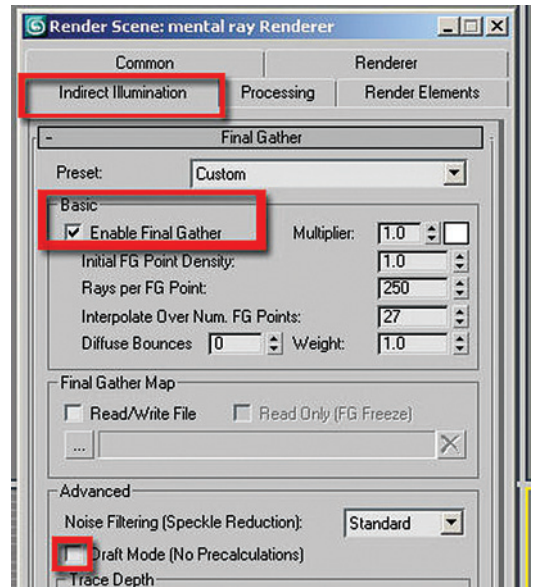 Render Scene: mental ray Renderer
Common Renderer
Indirect Illumination Processing Render Elements
- Final Gather
Preset: Custom
Basic
Enable Final Gather Multiplier: 1.0
Initial FG Point Density: 1.0
Rays per FG Point: 250
Interpolate Over Num. FG Points: 27
Diffuse Bounces 0 Weight: 1.0
Final Gather Map
Read/Write File Read Only (FG Freeze)
...
Advanced
Noise Filtering (Speckle Reduction): Standard
Draft Mode (No Precalculations)
Trace Depth